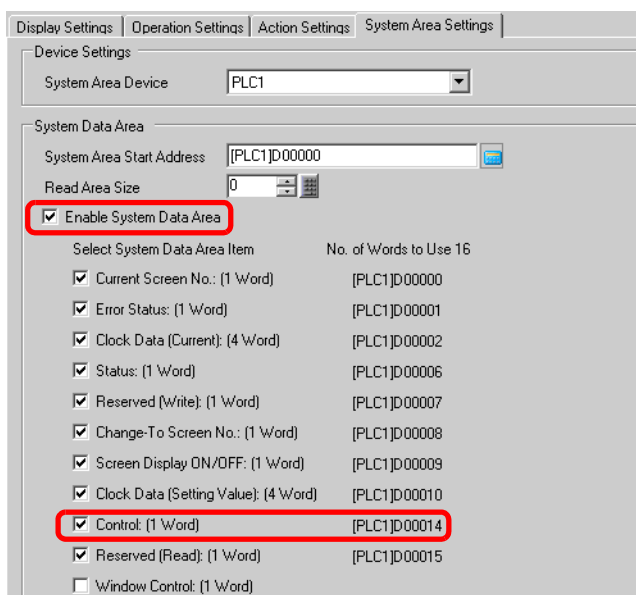 Display Settings Operation Settings Action Settings System Area Settings
Device Settings
System Area Device PLC1
System Data Area
System Area Start Address [PLC1]D00000
Read Area Size 0
Enable System Data Area
Select System Data Area Item No. of Words to Use 16
Current Screen No.: (1 Word) [PLC1]D00000
Error Status: (1 Word) [PLC1]D00001
Clock Data (Current): (4 Word) [PLC1]D00002
Status: (1 Word) [PLC1]D00006
Reserved (Write): (1 Word) [PLC1]D00007
Change-To Screen No.: (1 Word) [PLC1]D00008
Screen Display ON/OFF: (1 Word) [PLC1]D00009
Clock Data (Setting Value): (4 Word) [PLC1]D00010
Control: (1 Word) [PLC1]D00014
Reserved (Read): (1 Word) [PLC1]D00015
Window Control: (1 Word)